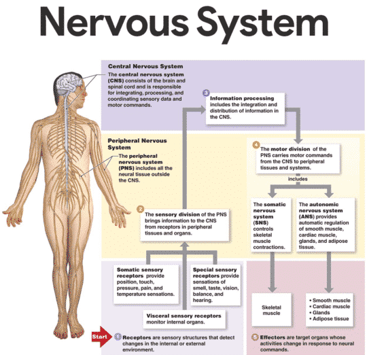 Nervous System
Central Nervous System
The central nervous system
(CNS) consists of the brain and
spinal cord and is responsible
for integrating, processing, and
coordinating sensory data and
motor commands.
3 Information processing
includes the integration and
distribution of information in
the CNS.
Peripheral Nervous
System
The peripheral
nervous system
(PNS) includes all the
neural tissue outside
the CNS.
2
The sensory division of the PNS
brings information to the CNS
from receptors in peripheral
tissues and organs.
4
The motor division of the
PNS carries motor commands
from the CNS to peripheral
tissues and systems.
includes
The somatic
nervous
system
(SNS)
controls
skeletal
muscle
contractions.
The autonomic
nervous system
(ANS) provides
automatic regulation
of smooth muscle,
cardiac muscle,
glands, and adipose
tissue.
Somatic sensory
receptors provide
position, touch,
pressure, pain, and
temperature sensations.
Special sensory
receptors provide
sensations of
smell, taste, vision,
balance, and
hearing.
Visceral sensory receptors
monitor internal organs.
Skeletal
muscle
• Smooth muscle
• Cardiac muscle
• Glands
• Adipose tissue
Start
1 Receptors are sensory structures that detect
changes in the internal or external
environment.
5 Effectors are target organs whose
activities change in response to
neural commands.